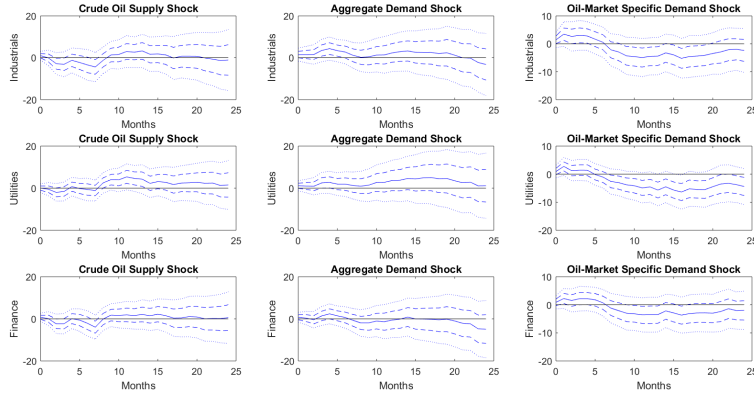 Crude Oil Supply Shock
Aggregate Demand Shock
Oil-Market Specific Demand Shock
Industrials
20
0
-20
0 5 10 15 20 25
Months
Industrials
20
0
-20
0 5 10 15 20 25
Months
Industrials
10
0
-10
-20
0 5 10 15 20 25
Months
Crude Oil Supply Shock
Aggregate Demand Shock
Oil-Market Specific Demand Shock
Utilities
20
0
-20
0 5 10 15 20 25
Months
Utilities
20
0
-20
0 5 10 15 20 25
Months
Utilities
10
0
-10
-20
0 5 10 15 20 25
Months
Crude Oil Supply Shock
Aggregate Demand Shock
Oil-Market Specific Demand Shock
Finance
20
0
-20
0 5 10 15 20 25
Months
Finance
20
0
-20
0 5 10 15 20 25
Months
Finance
10
0
-10
-20
0 5 10 15 20 25
Months